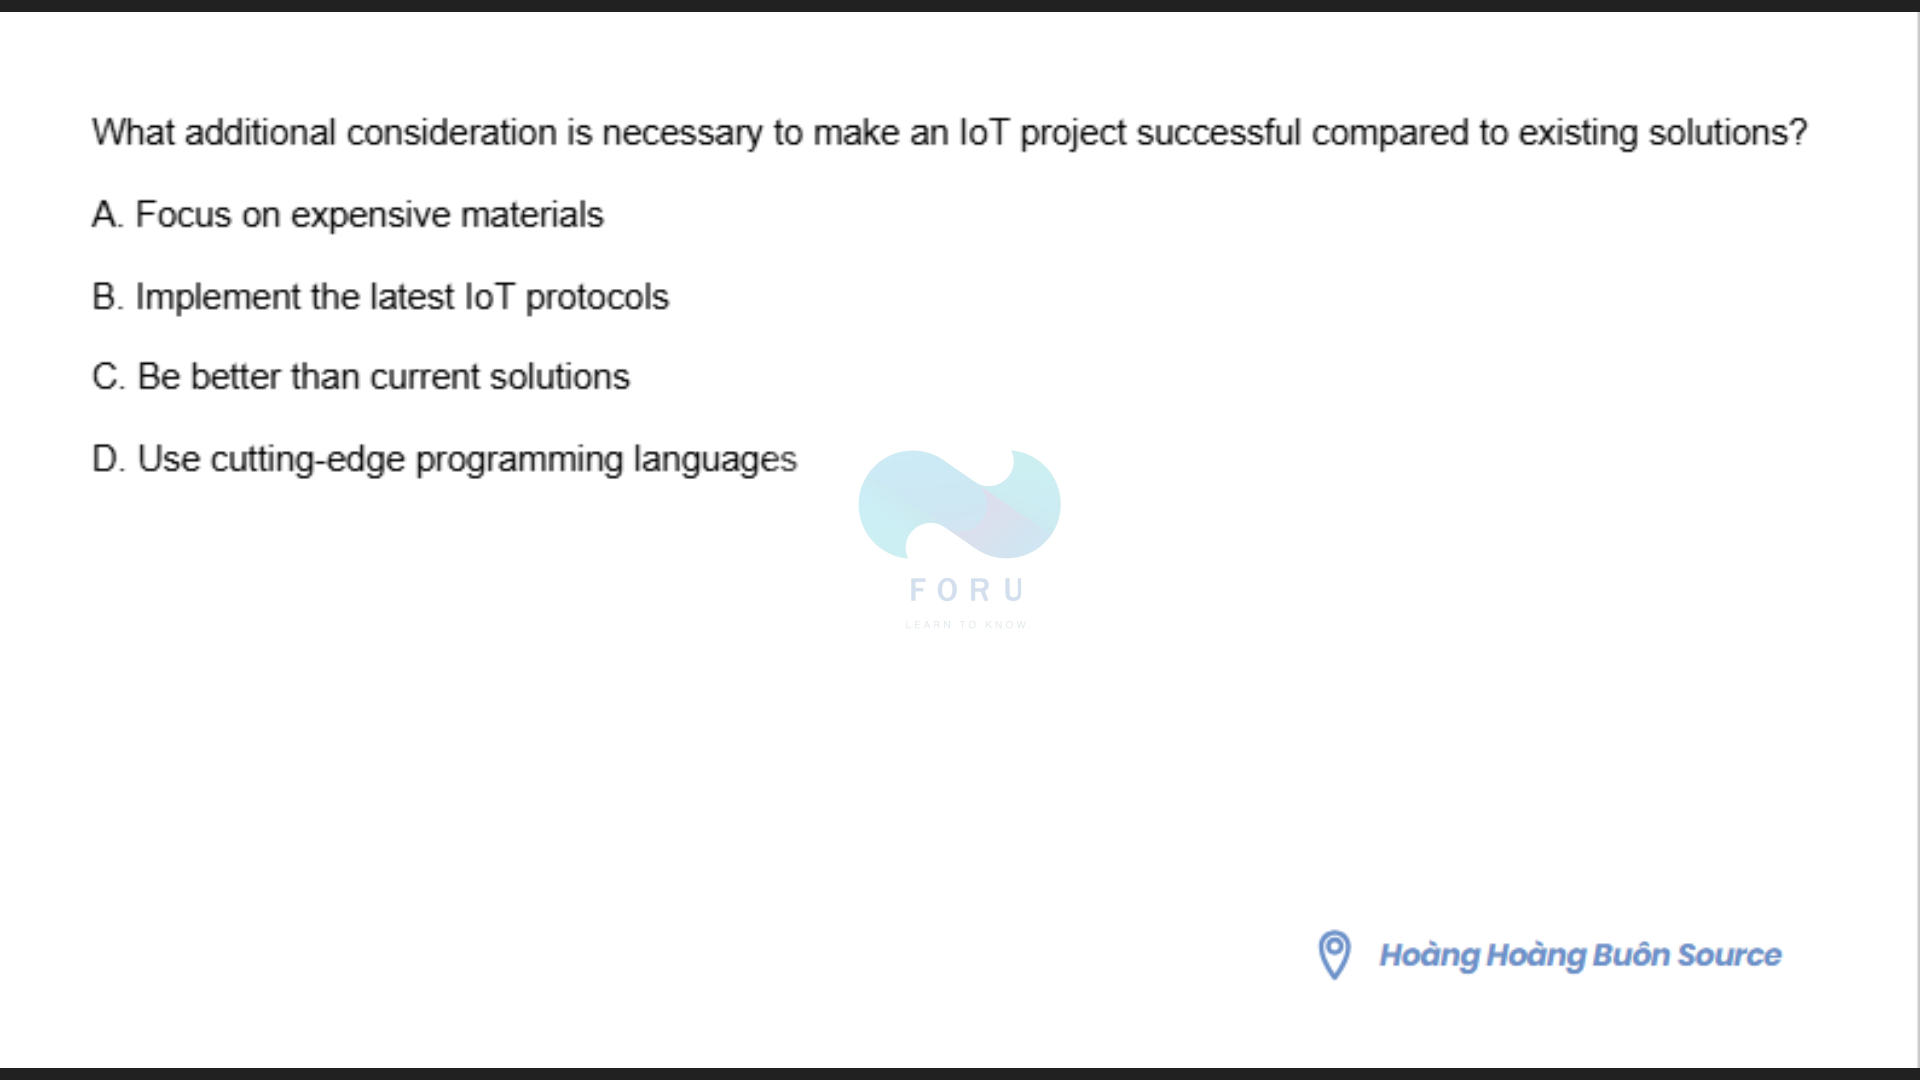 What additional consideration is necessary to make an IoT project successful compared to existing solutions?
A. Focus on expensive materials
B. Implement the latest IoT protocols
C. Be better than current solutions
D. Use cutting-edge programming languages
FORU
LEARN TO KNOW
Hoàng Hoàng Buôn Source